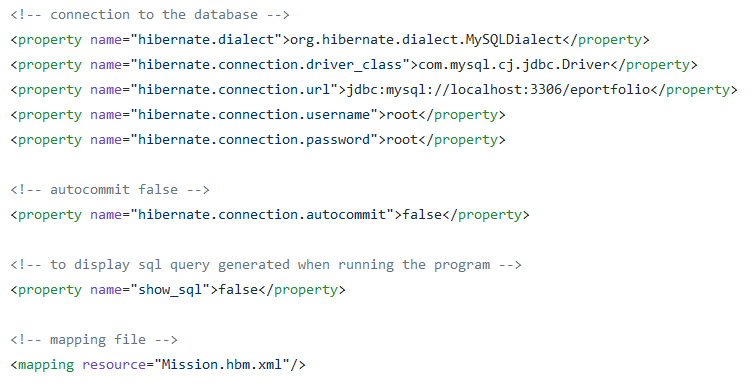 <!-- connection to the database -->
<property name="hibernate.dialect">org.hibernate.dialect.MySQLDialect</property>
<property name="hibernate.connection.driver_class">com.mysql.cj.jdbc.Driver</property>
<property name="hibernate.connection.url">jdbc:mysql://localhost:3306/eportfolio</property>
<property name="hibernate.connection.username">root</property>
<property name="hibernate.connection.password">root</property>
<!-- autocommit false -->
<property name="hibernate.connection.autocommit">false</property>
<!-- to display sql query generated when running the program -->
<property name="show_sql">false</property>
<!-- mapping file -->
<mapping resource="Mission.hbm.xml"/>